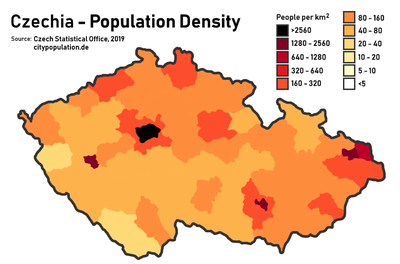 Czechia - Population Density
Source: Czech Statistical Office, 2019
citypopulation.de
People per km²
>2560
1280 - 2560
640 - 1280
320 - 640
160 - 320
80 - 160
40 - 80
20 - 40
10 - 20
5 - 10
<5